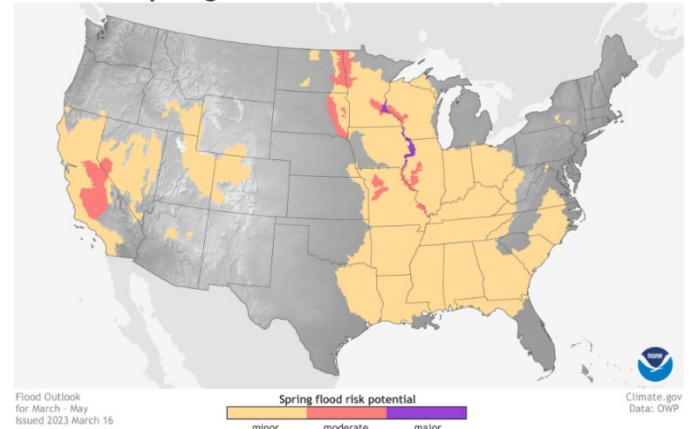 NOAA
Flood Outlook
for March - May
Issued 2023 March 16
Spring flood risk potential
minor moderate major
Climate.gov
Data: OWP